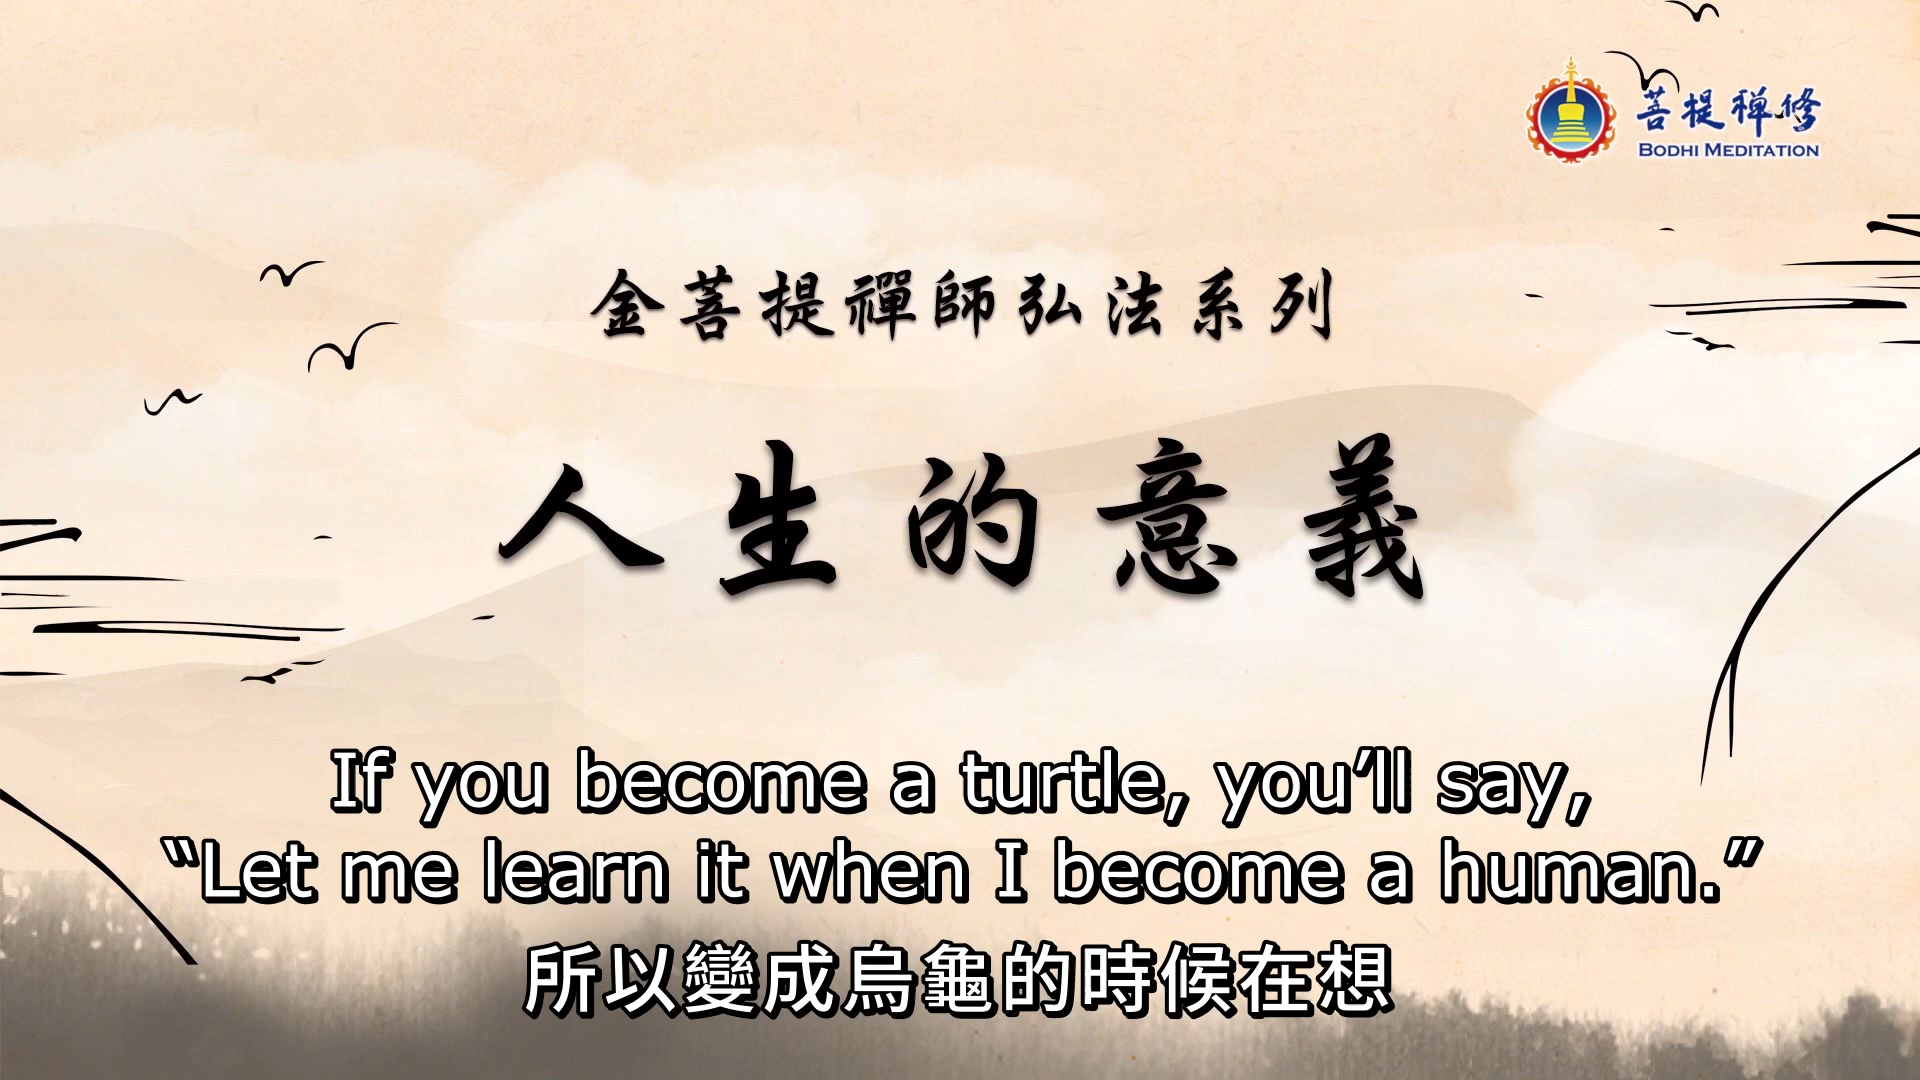 菩提禪修
BODHI MEDITATION
金菩提禪師弘法系列
人生的意義
If you become a turtle, you’ll say,
“Let me learn it when I become a human.”
所以變成烏龜的時候在想